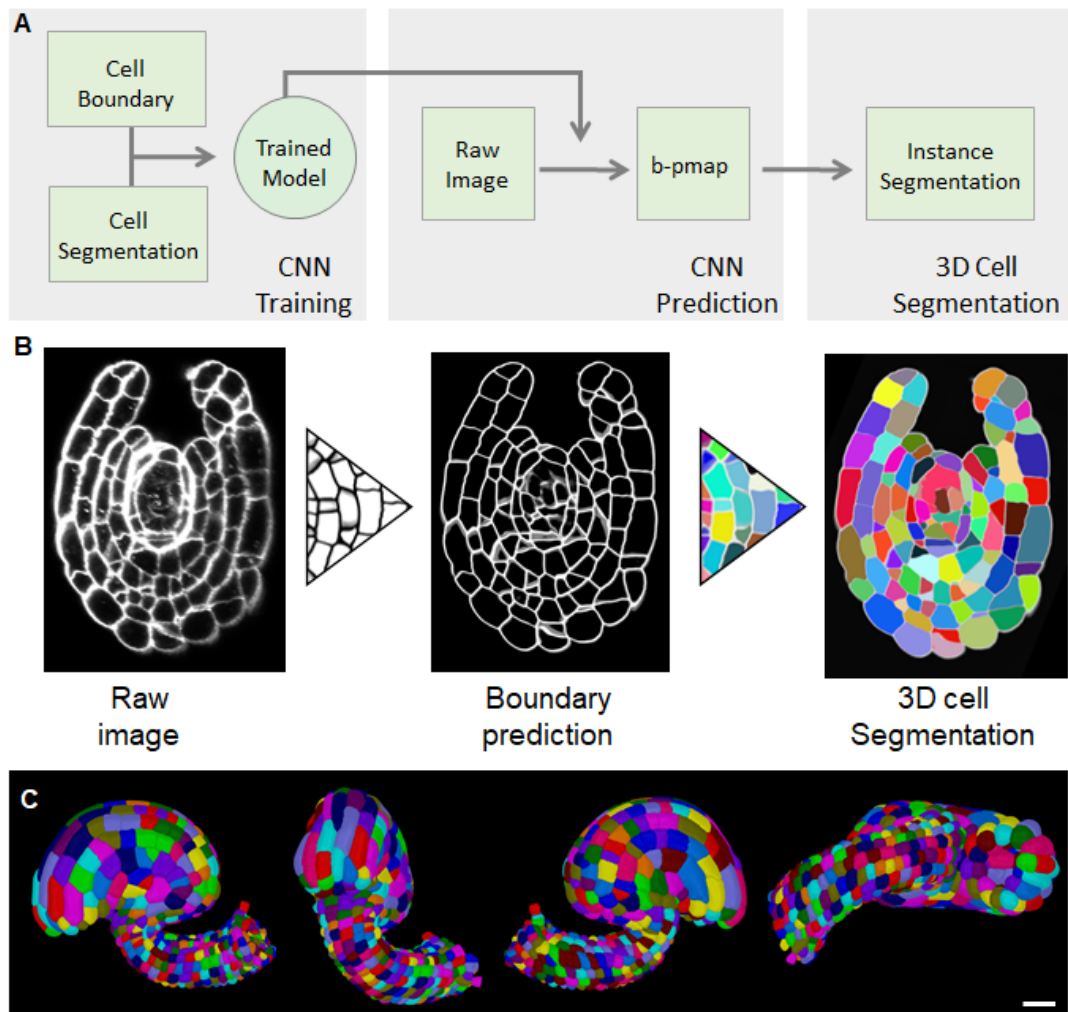 A
Cell
Boundary
Cell
Segmentation
Trained
Model
CNN
Training
Raw
Image
b-pmap
CNN
Prediction
Instance
Segmentation
3D Cell
Segmentation
B
Raw
image
Boundary
prediction
3D cell
Segmentation
C